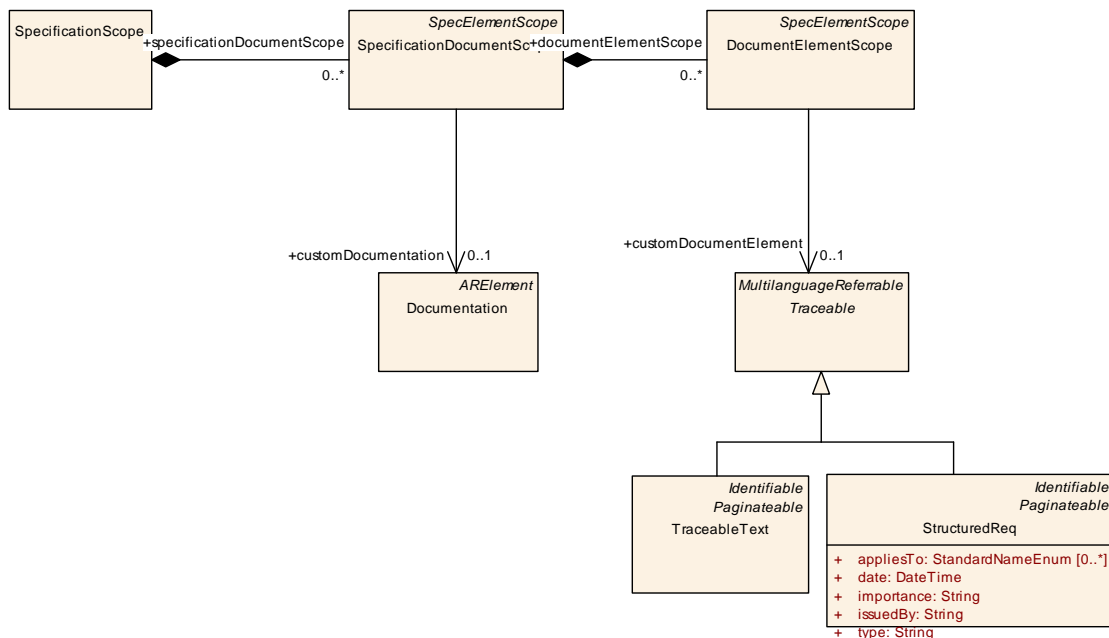 SpecificationScope
+specificationDocumentScope
0..*
SpecElementScope
SpecificationDocumentSc
+documentElementScope
0..*
SpecElementScope
DocumentElementScope
+customDocumentation
0..1
+customDocumentElement
0..1
ARElement
Documentation
MultilanguageReferrable
Traceable
Identifiable
Paginateable
TraceableText
Identifiable
Paginateable
StructuredReq
+ appliesTo: StandardNameEnum [0..*]
+ date: DateTime
+ importance: String
+ issuedBy: String
+ type: String